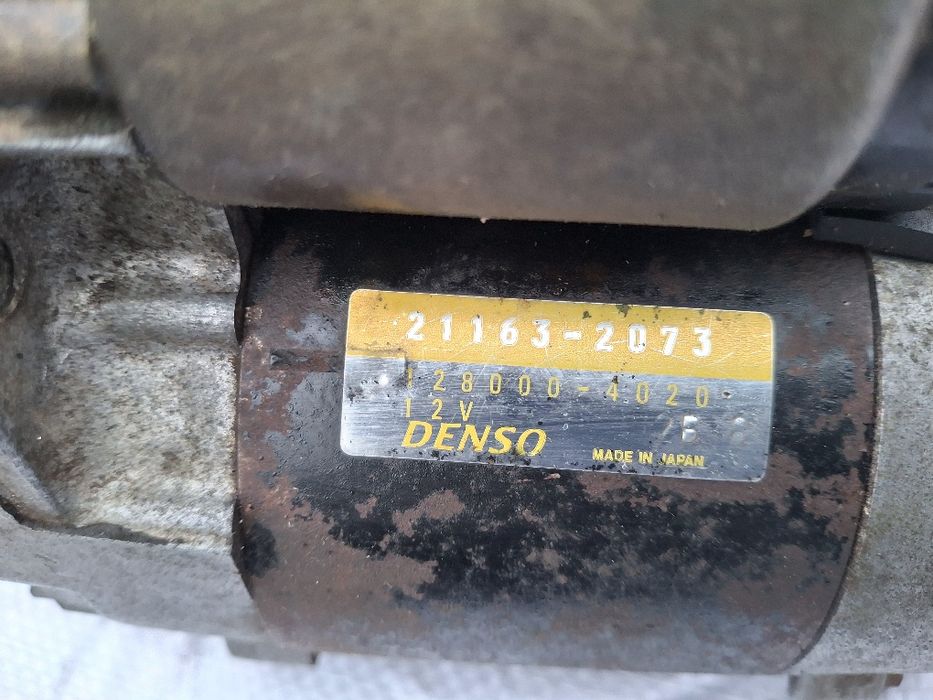 21163-2073
128000-4020
12V
DENSO
MADE IN JAPAN